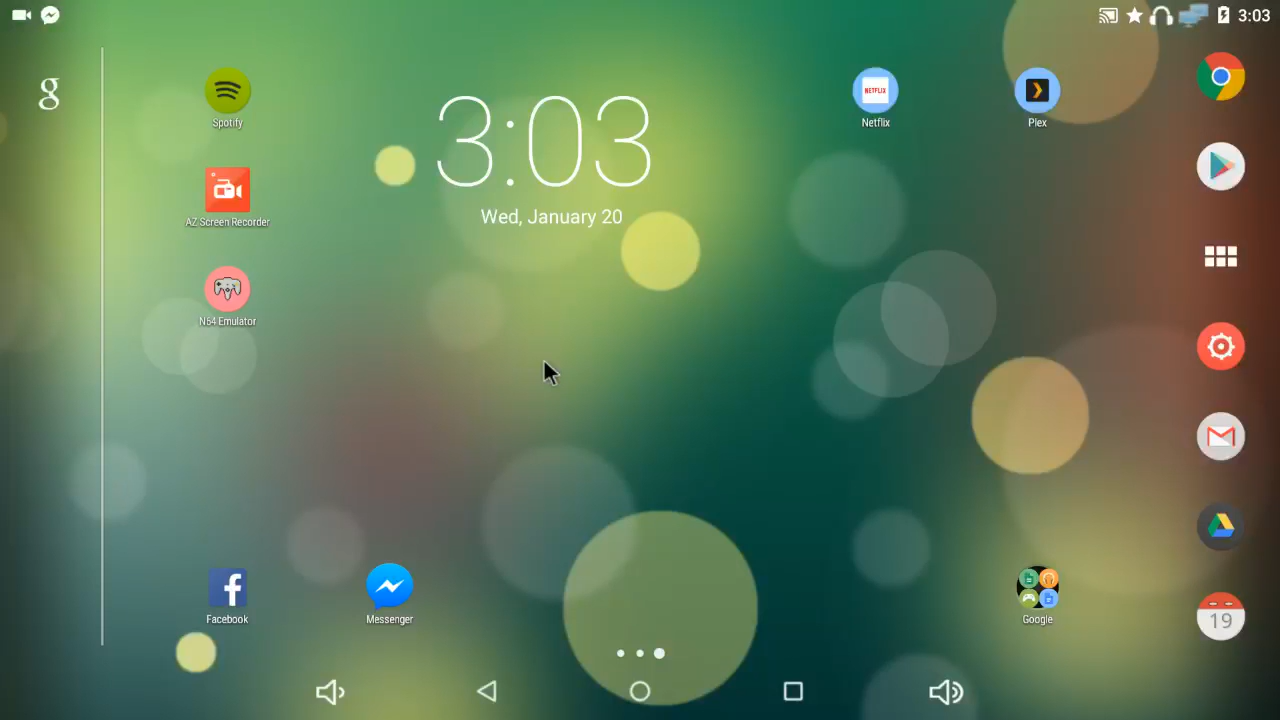 3:03
g
Spotify
3:03
NETFLIX
Netflix
Plex
Wed, January 20
AZ Screen Recorder
N64 Emulator
Facebook
Messenger
Google
19